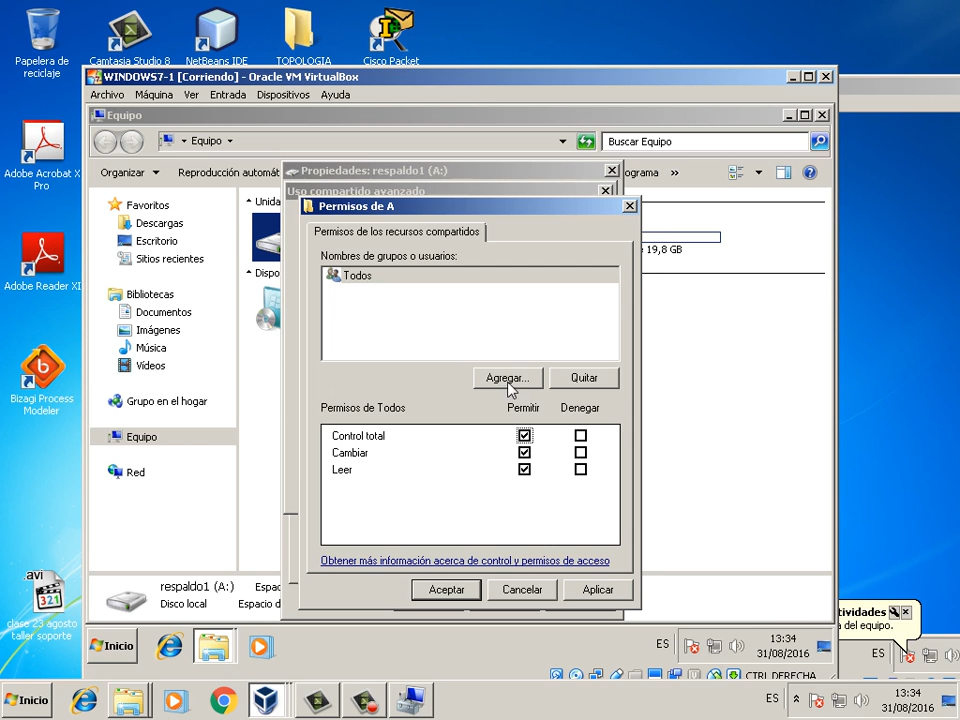 Papelera de
reciclaje
Camtasia Studio 8
NetBeans IDE
TOPOLOGIA
Cisco Packet
WINDOWS7-1 [Corriendo] - Oracle VM VirtualBox
Archivo Máquina Ver Entrada Dispositivos Ayuda
Equipo
Equipo
Buscar Equipo
Organizar Reproducción automát
ograma »
Propiedades: respaldo1 (A:)
Uso compartido avanzado
Permisos de A
Permisos de los recursos compartidos
Nombres de grupos o usuarios:
Todos
Agregar... Quitar
Permisos de Todos Permitir Denegar
Control total
Cambiar
Leer
Obtener más información acerca de control y permisos de acceso
Aceptar Cancelar Aplicar
Favoritos
Descargas
Escritorio
Sitios recientes
Bibliotecas
Documentos
Imágenes
Música
Vídeos
Grupo en el hogar
Equipo
Red
Unida
Dispo
e 19,8 GB
respaldo1 (A:) Espac
Disco local Espacio d
Adobe Acrobat X
Pro
Adobe Reader XI
Bizagi Process
Modeler
.avi
clase 23 agosto
taller soporte
Inicio
ES
13:34
31/08/2016
CTRL DERECHA
tividades
a del equipo.
ES
Inicio
ES
13:34
31/08/2016